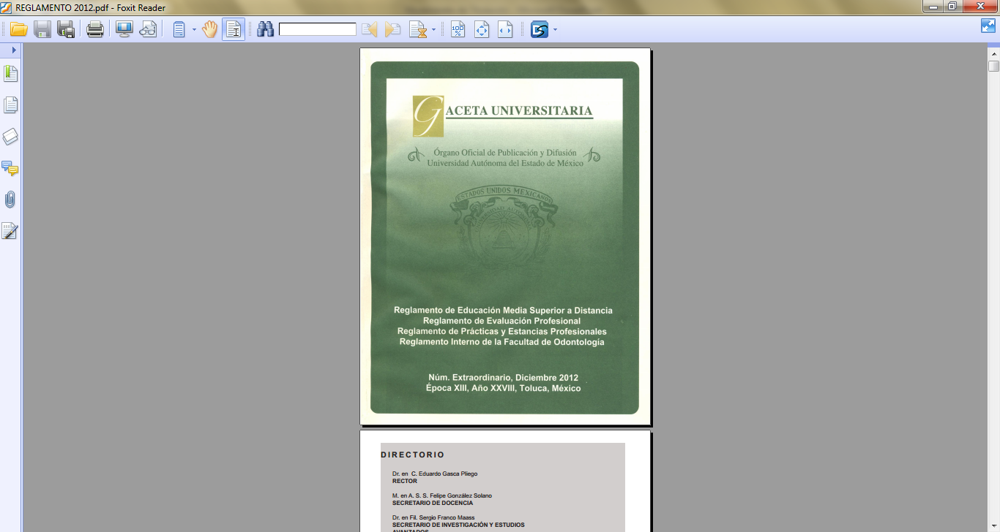 REGLAMENTO 2012.pdf - Foxit Reader
100
%
GACETA UNIVERSITARIA
Órgano Oficial de Publicación y Difusión
Universidad Autónoma del Estado de México
ESTADOS UNIDOS MEXICANOS
Reglamento de Educación Media Superior a Distancia
Reglamento de Evaluación Profesional
Reglamento de Prácticas y Estancias Profesionales
Reglamento Interno de la Facultad de Odontología
Núm. Extraordinario, Diciembre 2012
Época XIII, Año XXVIII, Toluca, México
DIRECTORIO
Dr. en C. Eduardo Gasca Pliego
RECTOR
M. en A. S. S. Felipe González Solano
SECRETARIO DE DOCENCIA
Dr. en Fil. Sergio Franco Maass
SECRETARIO DE INVESTIGACIÓN Y ESTUDIOS
AVANZADOS